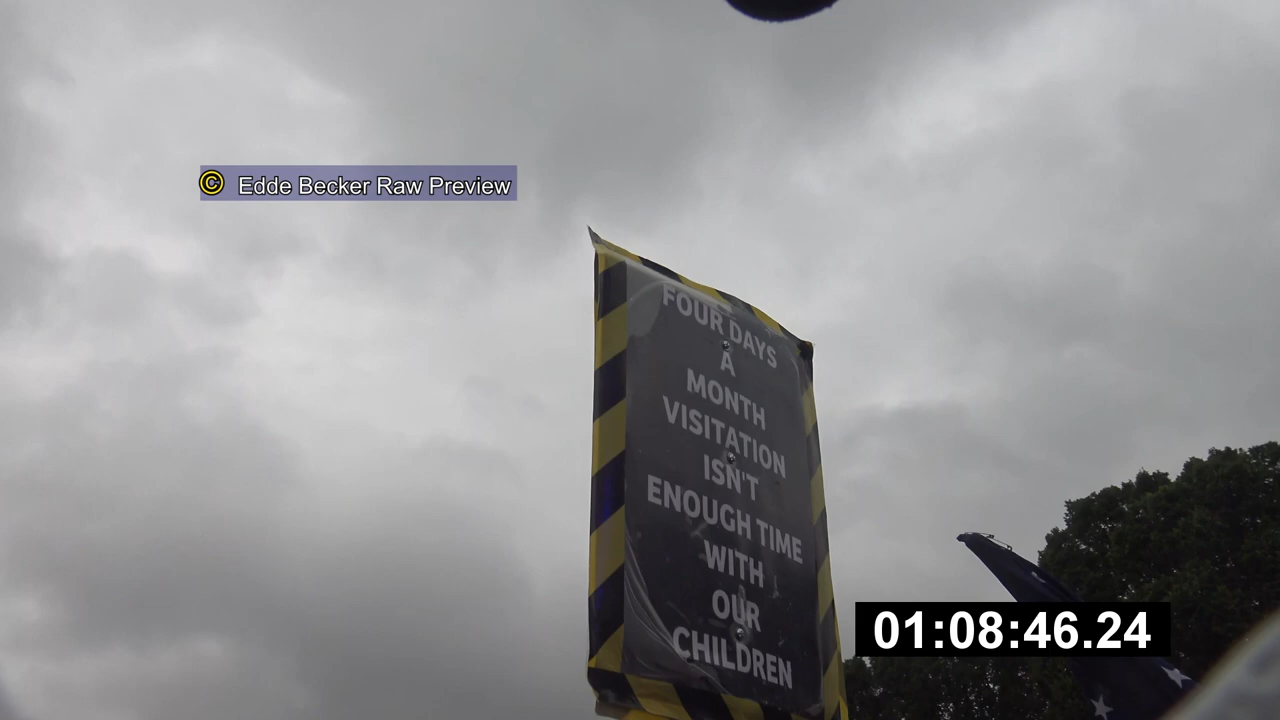 © Edde Becker Raw Preview
FOUR DAYS
A
MONTH
VISITATION
ISN'T
ENOUGH TIME
WITH
OUR
CHILDREN
01:08:46.24